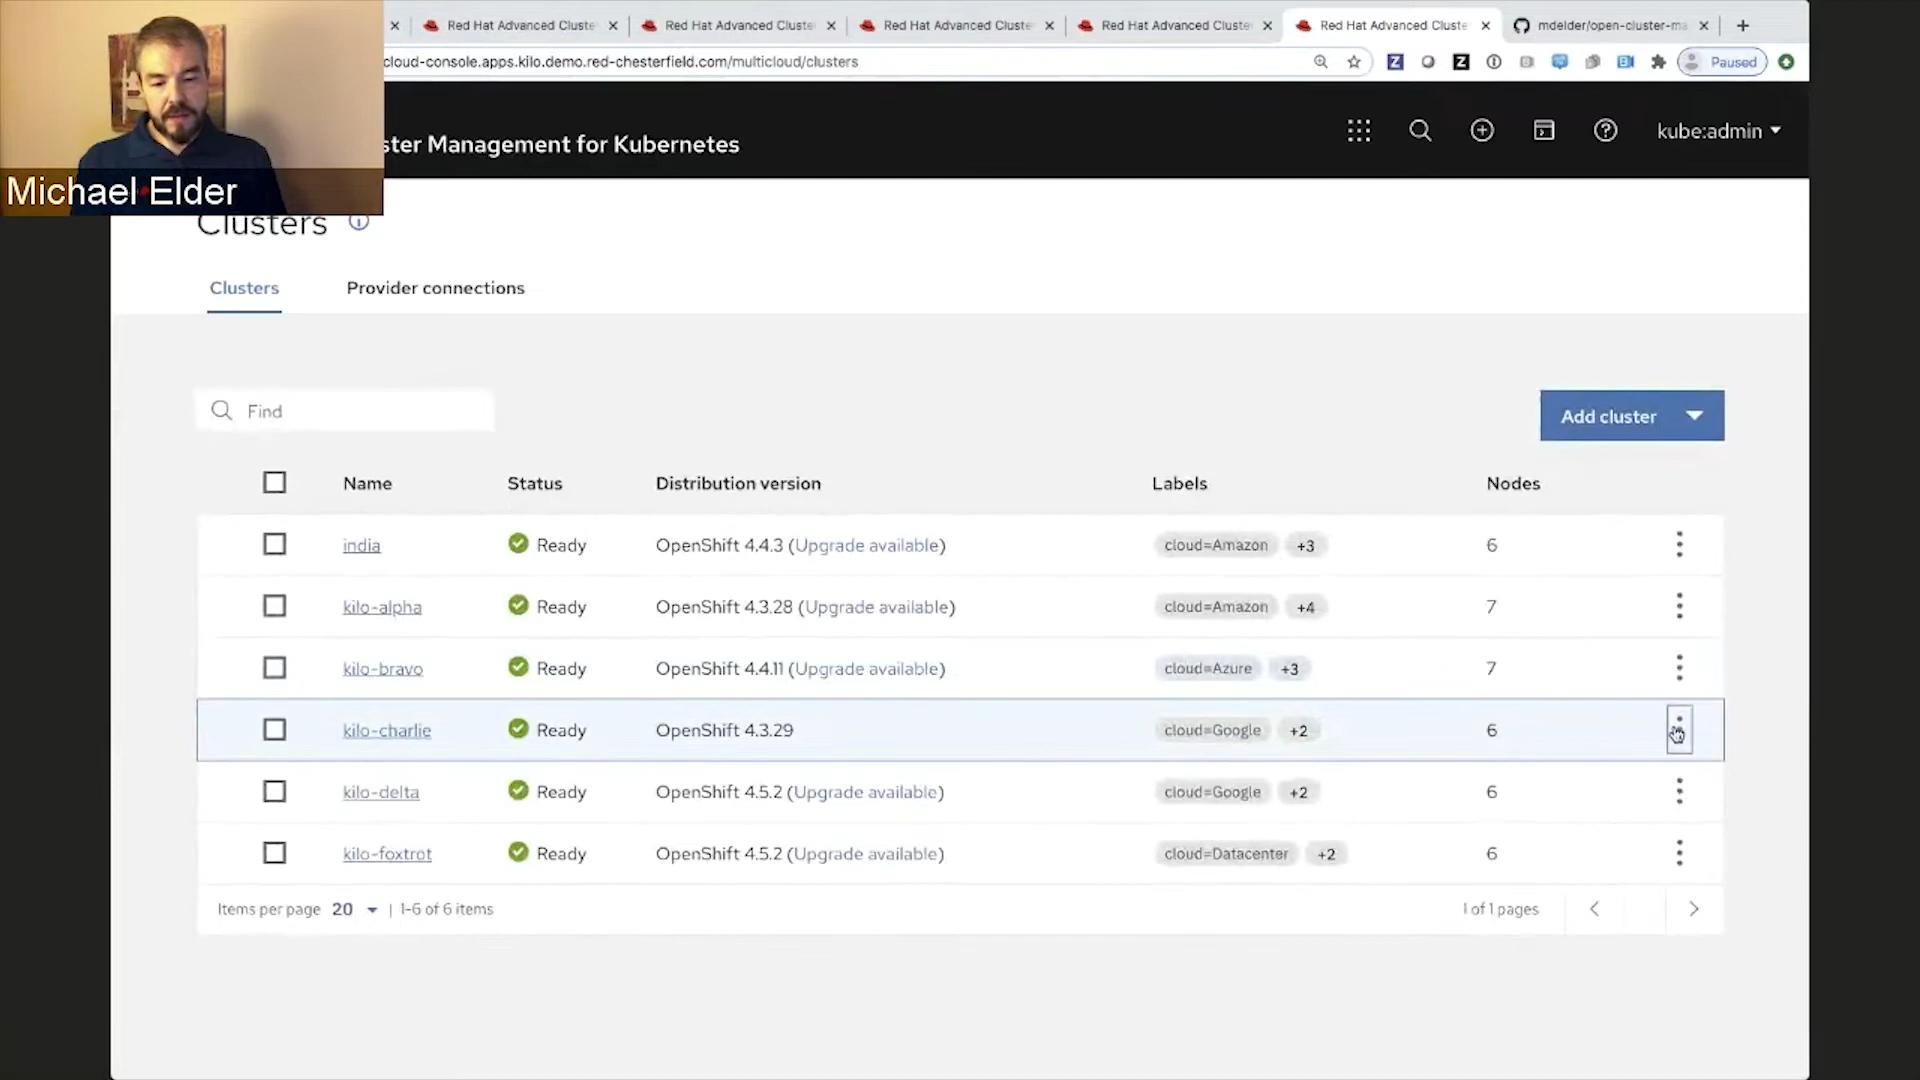 Red Hat Advanced Cluste
Red Hat Advanced Cluste
Red Hat Advanced Cluste
Red Hat Advanced Cluste
Red Hat Advanced Cluste
mdelder/open-cluster-ma
cloud-console.apps.kilo.demo.red-chesterfield.com/multicloud/clusters
Paused
ster Management for Kubernetes
kube:admin
Michael Elder
Clusters
Clusters
Provider connections
Find
Add cluster
Name Status Distribution version Labels Nodes
india Ready OpenShift 4.4.3 (Upgrade available) cloud=Amazon +3 6
kilo-alpha Ready OpenShift 4.3.28 (Upgrade available) cloud=Amazon +4 7
kilo-bravo Ready OpenShift 4.4.11 (Upgrade available) cloud=Azure +3 7
kilo-charlie Ready OpenShift 4.3.29 cloud=Google +2 6
kilo-delta Ready OpenShift 4.5.2 (Upgrade available) cloud=Google +2 6
kilo-foxtrot Ready OpenShift 4.5.2 (Upgrade available) cloud=Datacenter +2 6
Items per page 20 | 1-6 of 6 items 1 of 1 pages